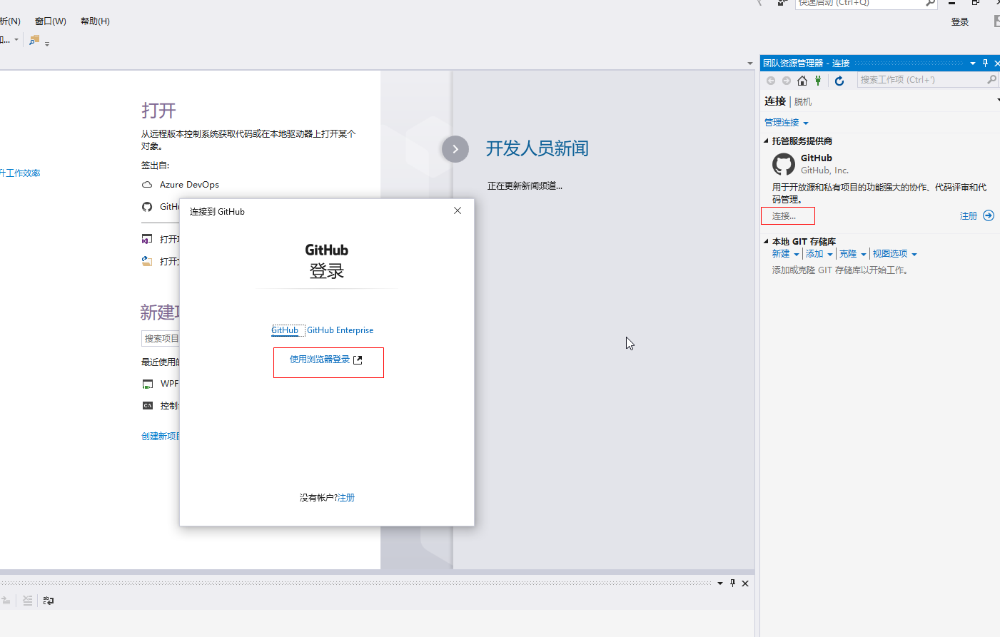 快速启动 (Ctrl+Q)
析(N) 窗口(W) 帮助(H)
登录
团队资源管理器 - 连接
搜索工作项 (Ctrl+')
连接 | 脱机
管理连接
托管服务提供商
GitHub
GitHub, Inc.
用于开放源和私有项目的功能强大的协作、代码评审和代
码管理。
连接...
注册
本地 GIT 存储库
新建 添加 克隆 视图选项
添加或克隆 GIT 存储库以开始工作。
打开
从远程版本控制系统获取代码或在本地驱动器上打开某个
对象。
签出自:
升工作效率
Azure DevOps
GitHu
打开
打开
新建
搜索项目
最近使用的
WPF
控制
创建新项目
开发人员新闻
正在更新新闻频道...
连接到 GitHub
GitHub
登录
GitHub GitHub Enterprise
使用浏览器登录
没有帐户?注册